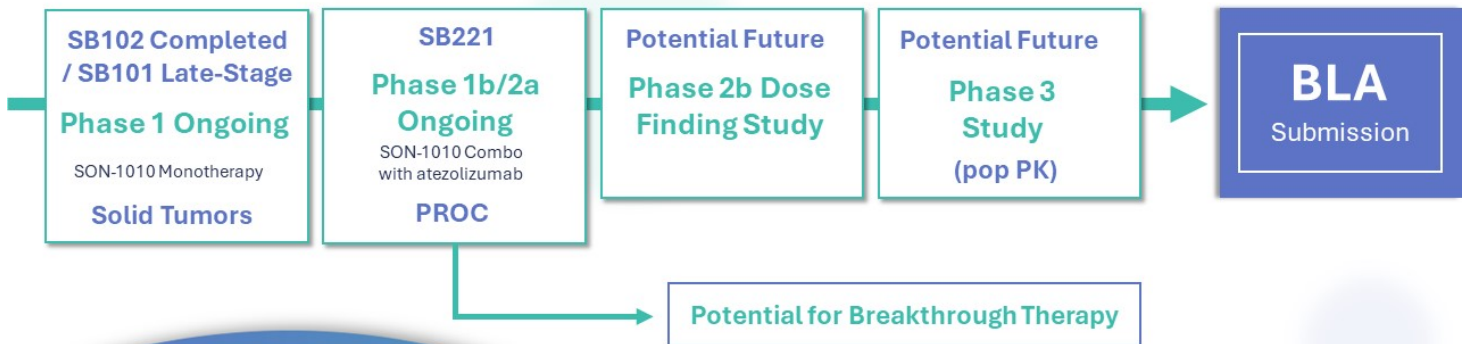 SB102 Completed
/ SB101 Late-Stage
Phase 1 Ongoing
SON-1010 Monotherapy
Solid Tumors
SB221
Phase 1b/2a
Ongoing
SON-1010 Combo
with atezolizumab
PROC
Potential Future
Phase 2b Dose
Finding Study
Potential Future
Phase 3
Study
(pop PK)
BLA
Submission
Potential for Breakthrough Therapy